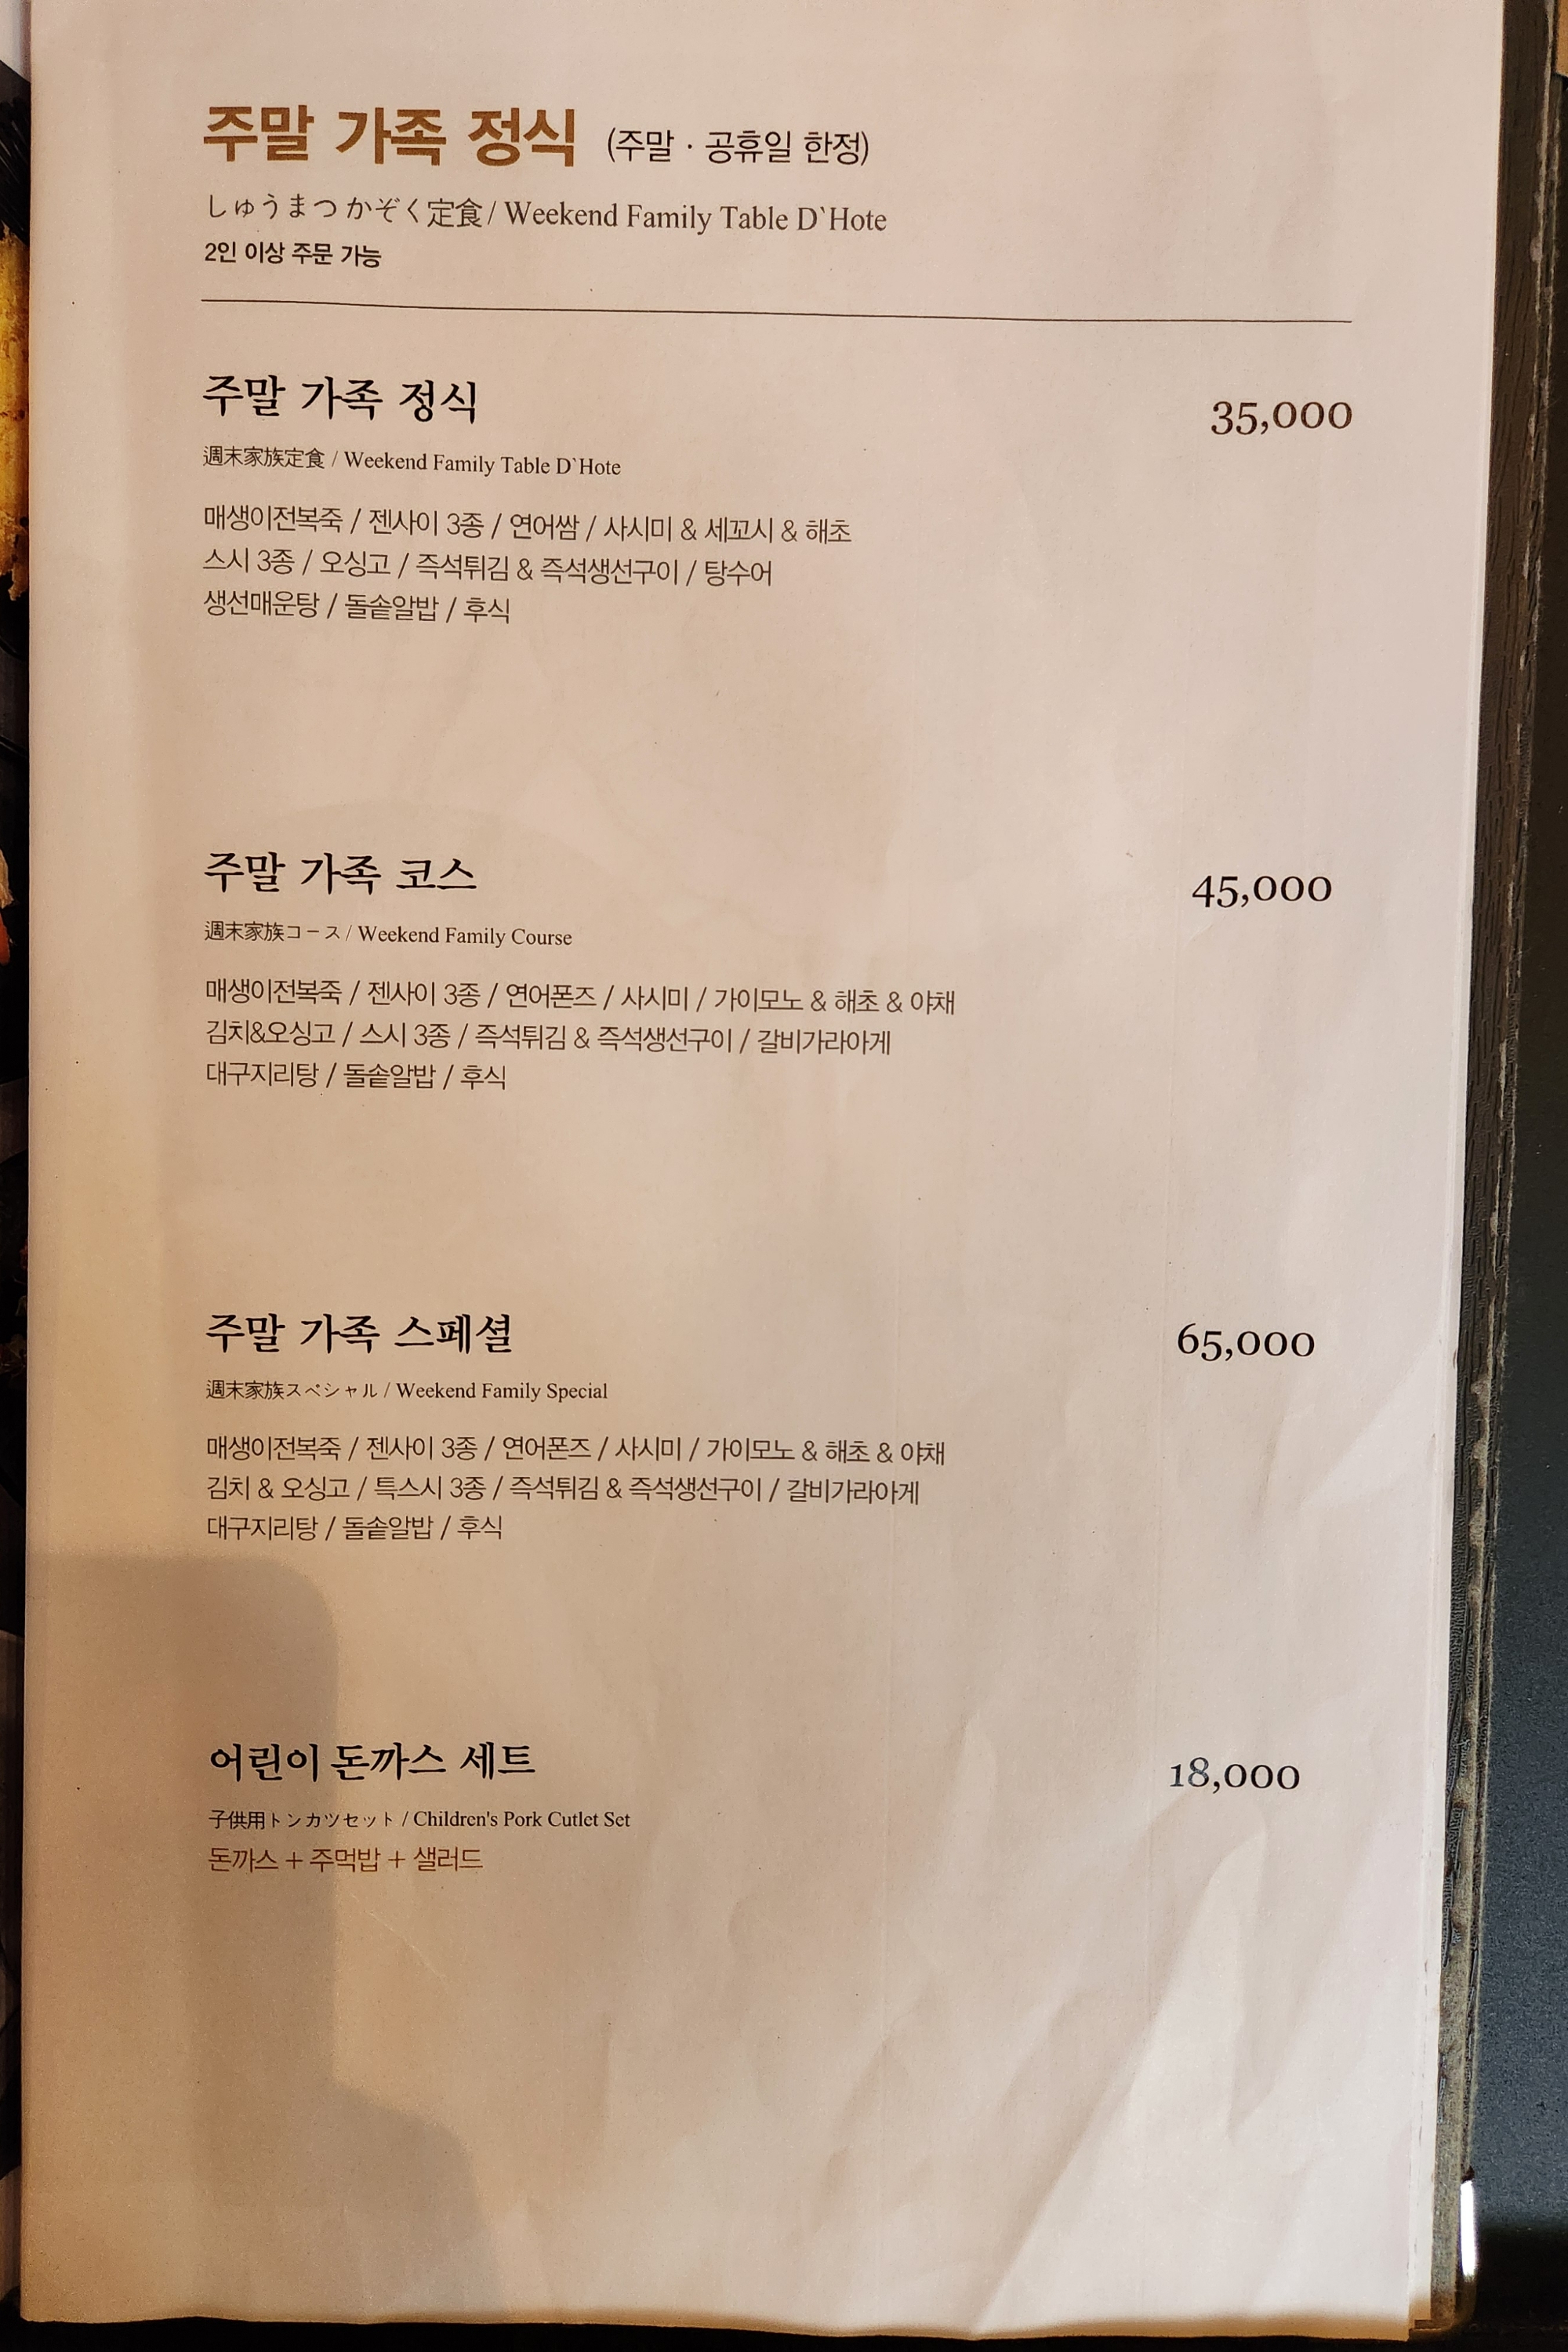 주말 가족 정식 (주말 · 공휴일 한정)
しゅうまつ かぞく定食 / Weekend Family Table D`Hote
2인 이상 주문 가능
주말 가족 정식 35,000
週末家族定食 / Weekend Family Table D`Hote
매생이전복죽 / 젠사이 3종 / 연어쌈 / 사시미 & 세꼬시 & 해초
스시 3종 / 오싱고 / 즉석튀김 & 즉석생선구이 / 탕수어
생선매운탕 / 돌솥알밥 / 후식
주말 가족 코스 45,000
週末家族コース / Weekend Family Course
매생이전복죽 / 젠사이 3종 / 연어폰즈 / 사시미 / 가이모노 & 해초 & 야채
김치&오싱고 / 스시 3종 / 즉석튀김 & 즉석생선구이 / 갈비가라아게
대구지리탕 / 돌솥알밥 / 후식
주말 가족 스페셜 65,000
週末家族スペシャル / Weekend Family Special
매생이전복죽 / 젠사이 3종 / 연어폰즈 / 사시미 / 가이모노 & 해초 & 야채
김치 & 오싱고 / 특스시 3종 / 즉석튀김 & 즉석생선구이 / 갈비가라아게
대구지리탕 / 돌솥알밥 / 후식
어린이 돈까스 세트 18,000
子供用トンカツセット / Children's Pork Cutlet Set
돈까스 + 주먹밥 + 샐러드